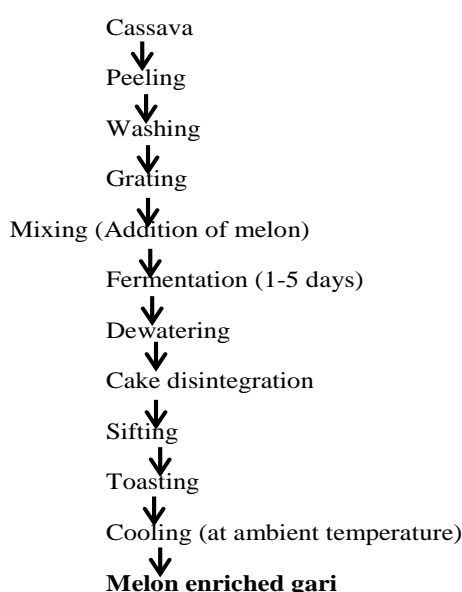 Cassava
Peeling
Washing
Grating
Mixing (Addition of melon)
Fermentation (1-5 days)
Dewatering
Cake disintegration
Sifting
Toasting
Cooling (at ambient temperature)
Melon enriched gari